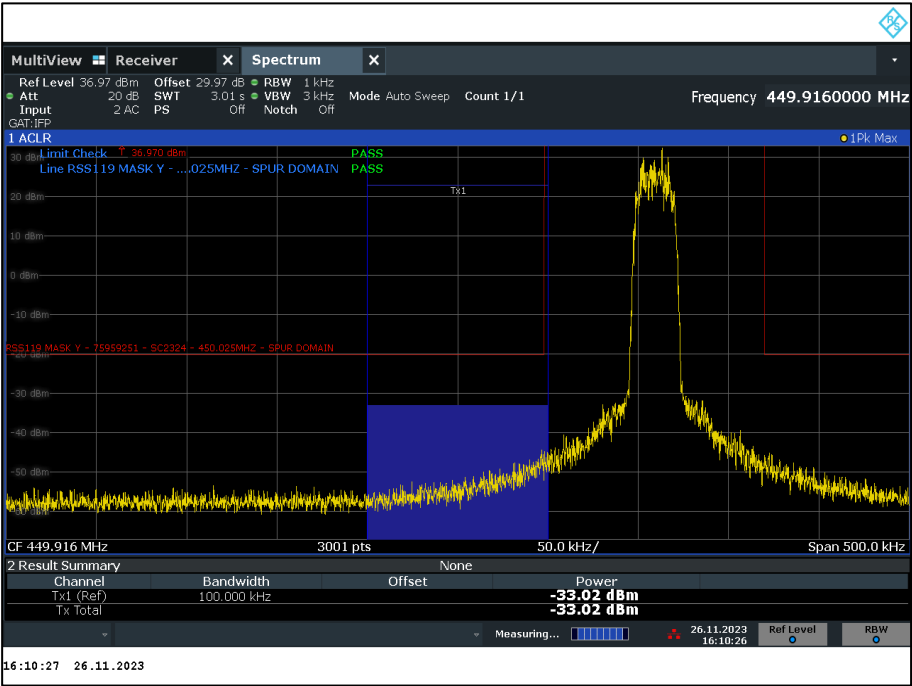 R S
MultiView Receiver X Spectrum X
Ref Level 36.97 dBm Offset 29.97 dB RBW 1 kHz
Att 20 dB SWT 3.01 s VBW 3 kHz Mode Auto Sweep Count 1/1
Input 2 AC PS Off Notch Off
Frequency 449.9160000 MHz
GAT:IFP
1 ACLR 1Pk Max
30 dBm Limit Check 36.970 dBm PASS
Line RSS119 MASK Y - ....025MHZ - SPUR DOMAIN PASS
Tx1
20 dBm
10 dBm
0 dBm
-10 dBm
RSS119 MASK Y - 75959251 - SC2324 - 450.025MHZ - SPUR DOMAIN
-20 dBm
-30 dBm
-40 dBm
-50 dBm
CF 449.916 MHz 3001 pts 50.0 kHz/ Span 500.0 kHz
2 Result Summary None
Channel Bandwidth Offset Power
Tx1 (Ref) 100.000 kHz -33.02 dBm
Tx Total -33.02 dBm
Measuring... 26.11.2023 Ref Level RBW
16:10:26
16:10:27 26.11.2023